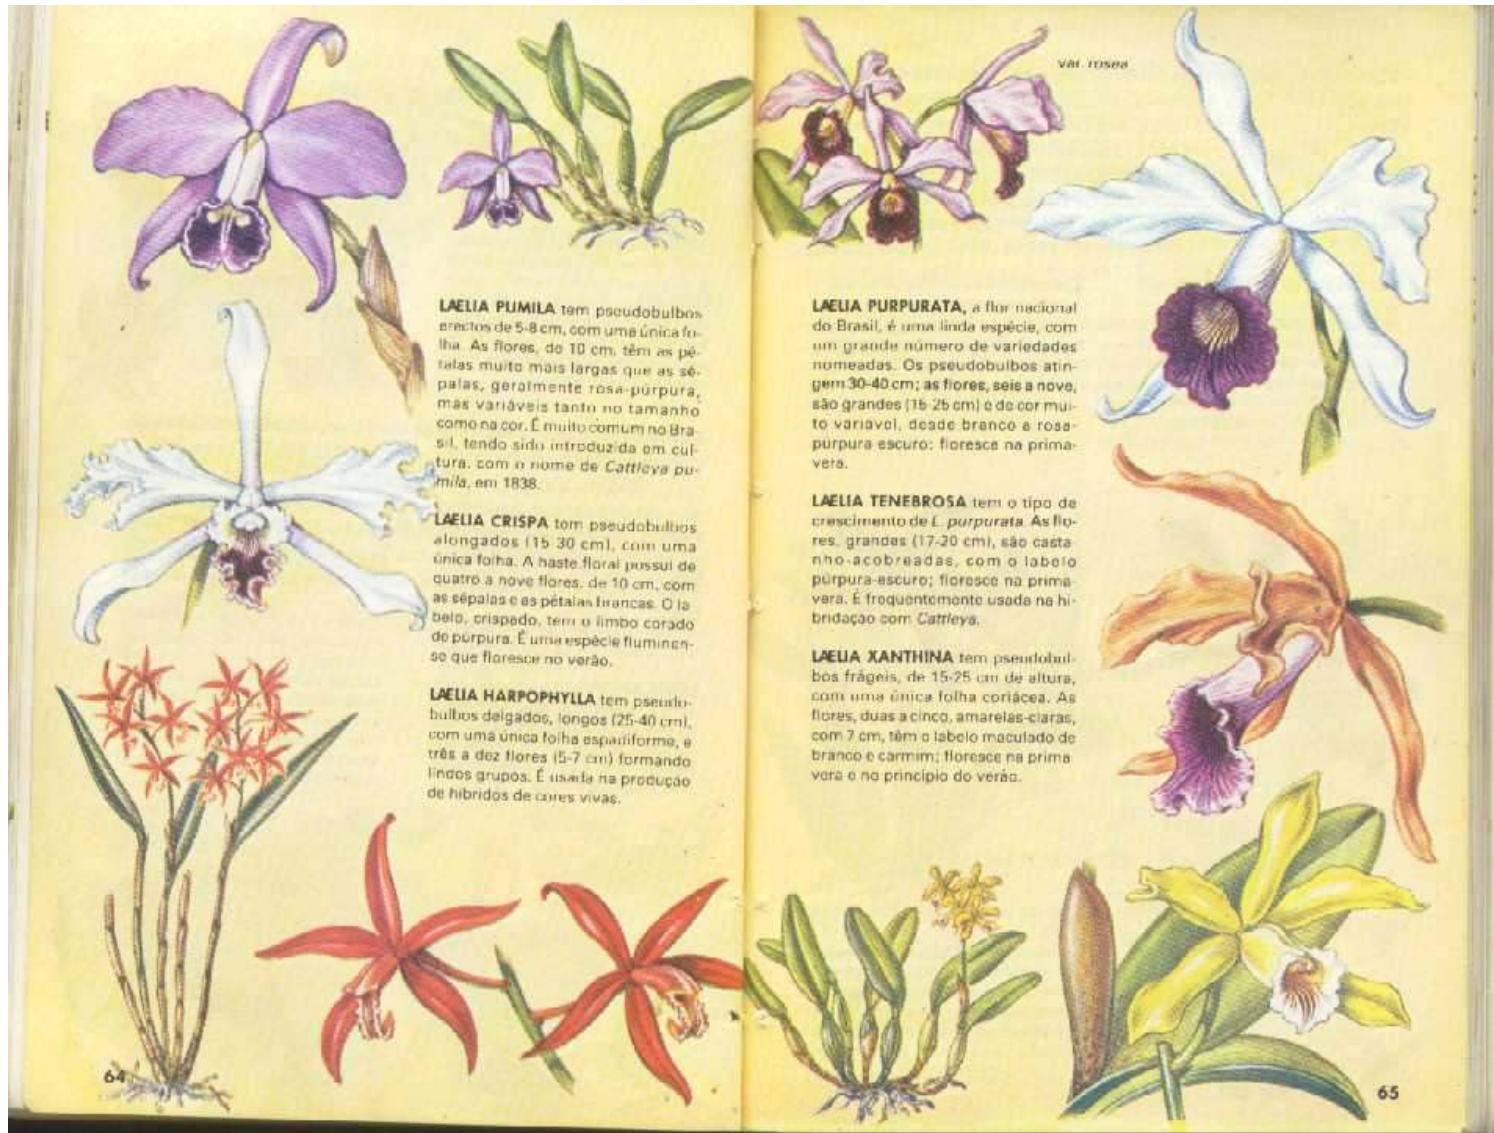 LAELIA PUMILA tem pseudobulbos
erectos de 5-8 cm, com uma única fo-
lha. As flores, de 10 cm, têm as pé-
talas muito mais largas que as sé-
palas, geralmente rosa-púrpura,
mas variáveis tanto no tamanho
como na cor. É muito comum no Bra-
sil, tendo sido introduzida em cul-
tura, com o nome de Cattleya pu-
mila, em 1838.
LAELIA CRISPA tem pseudobulbos
alongados (15-30 cm), com uma
única folha. A haste floral possui de
quatro a nove flores, de 10 cm, com
as sépalas e as pétalas brancas. O la-
belo, crispado, tem o limbo corado
de púrpura. É uma espécie fluminen-
se que floresce no verão.
LAELIA HARPOPHYLLA tem pseudo-
bulbos delgados, longos (25-40 cm),
com uma única folha espadiforme, e
três a dez flores (5-7 cm) formando
lindos grupos. É usada na produção
de híbridos de cores vivas.
64
var. rosea
LAELIA PURPURATA, a flor nacional
do Brasil, é uma linda espécie, com
um grande número de variedades
nomeadas. Os pseudobulbos atin-
gem 30-40 cm; as flores, seis a nove,
são grandes (15-25 cm) e de cor mui-
to variável, desde branco a rosa-
púrpura escuro; floresce na prima-
vera.
LAELIA TENEBROSA tem o tipo de
crescimento de L. purpurata. As flo-
res, grandes (17-20 cm), são casta-
nho-acobreadas, com o labelo
púrpura-escuro; floresce na prima-
vera. É frequentemente usada na hi-
bridação com Cattleya.
LAELIA XANTHINA tem pseudobul-
bos frágeis, de 15-25 cm de altura,
com uma única folha coriácea. As
flores, duas a cinco, amarelas-claras,
com 7 cm, têm o labelo maculado de
branco e carmim; floresce na prima-
vera e no princípio do verão.
65